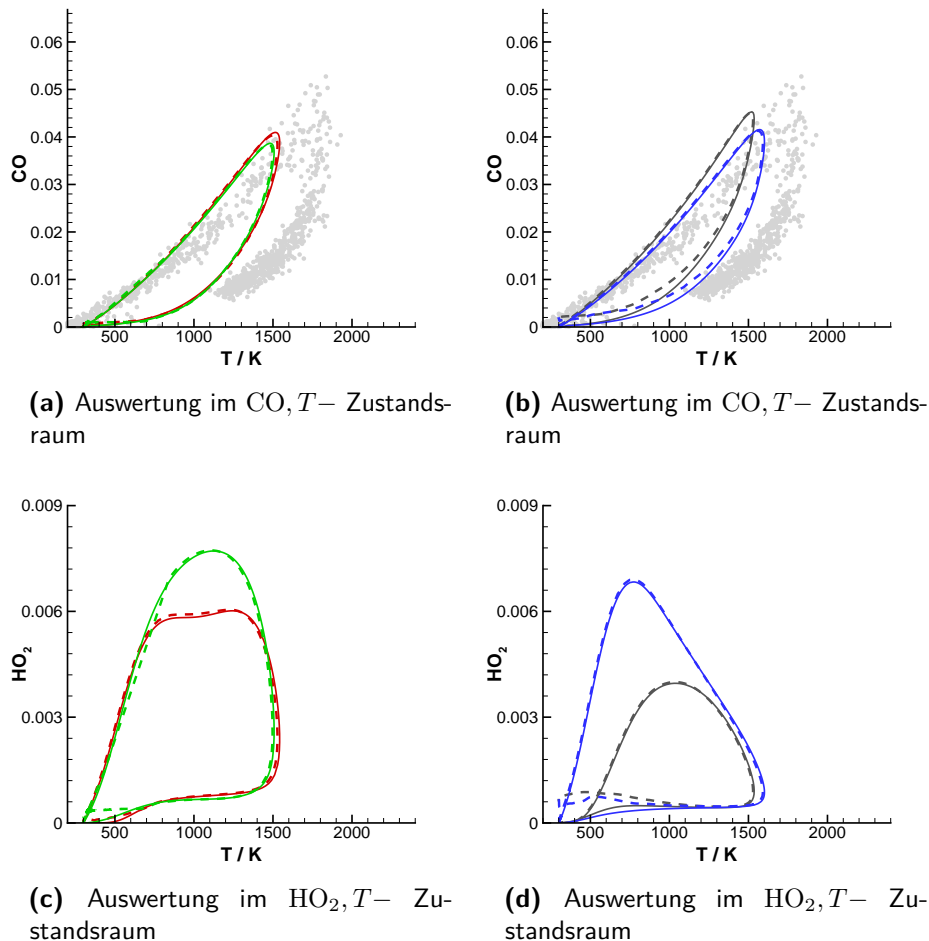 0.06
0.05
0.04
0.03
0.02
0.01
0
CO
500 1000 1500 2000
T / K
(a) Auswertung im CO, T− Zustands-
raum
0.06
0.05
0.04
0.03
0.02
0.01
0
CO
500 1000 1500 2000
T / K
(b) Auswertung im CO, T− Zustands-
raum
0.009
0.006
0.003
0
HO₂
500 1000 1500 2000
T / K
(c) Auswertung im HO₂, T− Zu-
standsraum
0.009
0.006
0.003
0
HO₂
500 1000 1500 2000
T / K
(d) Auswertung im HO₂, T− Zu-
standsraum